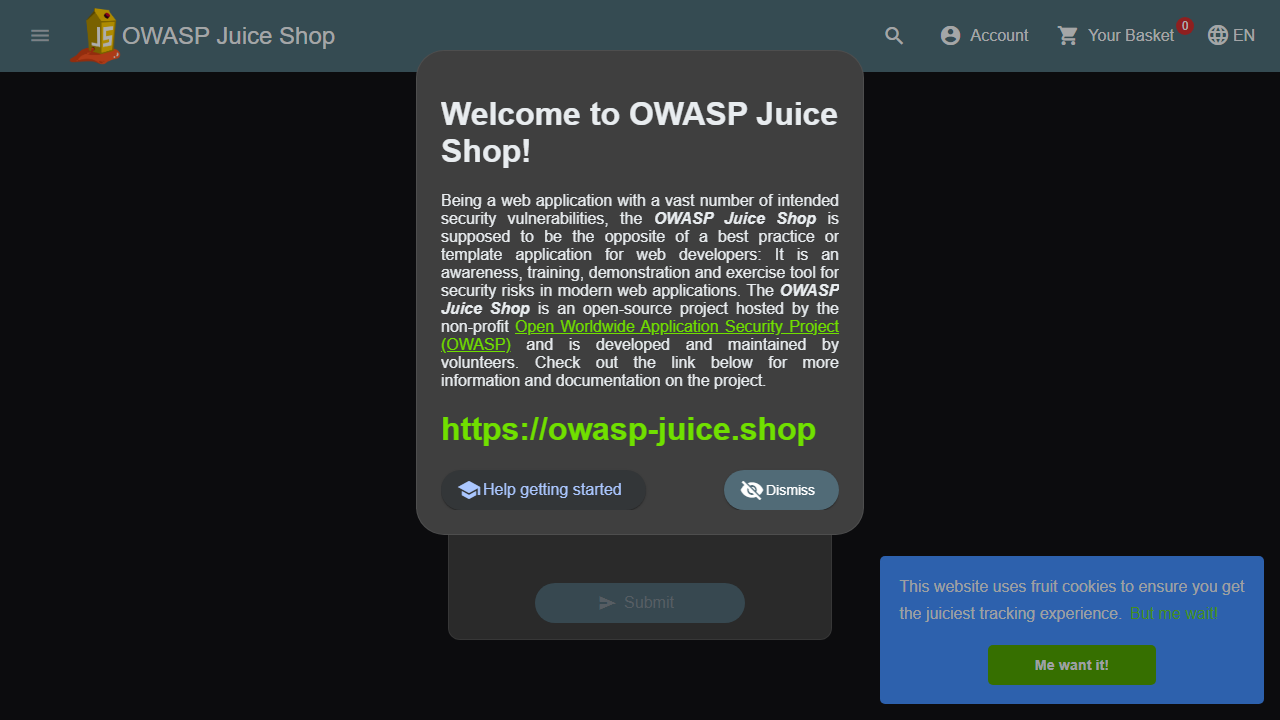 OWASP Juice Shop
Account
Your Basket
0
EN
Welcome to OWASP Juice
Shop!
Being a web application with a vast number of intended
security vulnerabilities, the OWASP Juice Shop is
supposed to be the opposite of a best practice or
template application for web developers: It is an
awareness, training, demonstration and exercise tool for
security risks in modern web applications. The OWASP
Juice Shop is an open-source project hosted by the
non-profit Open Worldwide Application Security Project
(OWASP) and is developed and maintained by
volunteers. Check out the link below for more
information and documentation on the project.
https://owasp-juice.shop
Help getting started
Dismiss
Submit
This website uses fruit cookies to ensure you get
the juiciest tracking experience. But me wait!
Me want it!